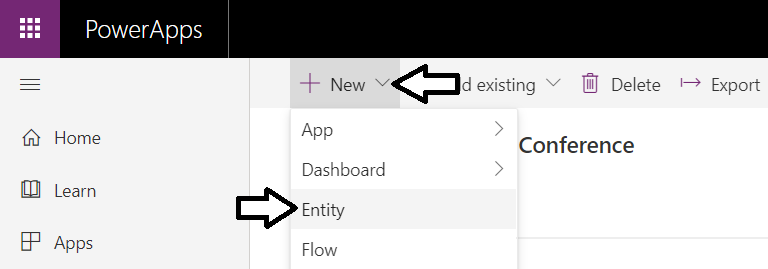 PowerApps
New
d existing
Delete
Export
App
Dashboard
Entity
Flow
Conference
Home
Learn
Apps